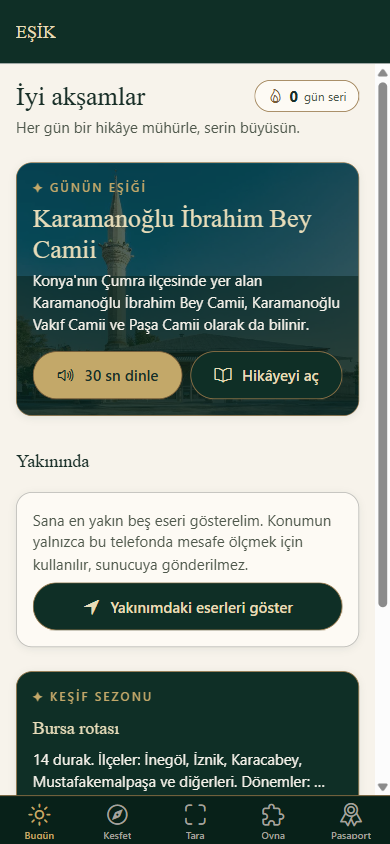 EŞİK
İyi akşamlar
0 gün seri
Her gün bir hikâye mühürle, serin büyüsün.
GÜNÜN EŞİĞİ
Karamanoğlu İbrahim Bey
Camii
Konya'nın Çumra ilçesinde yer alan
Karamanoğlu İbrahim Bey Camii, Karamanoğlu
Vakıf Camii ve Paşa Camii olarak da bilinir.
30 sn dinle
Hikâyeyi aç
Yakınında
Sana en yakın beş eseri gösterelim. Konumun
yalnızca bu telefonda mesafe ölçmek için
kullanılır, sunucuya gönderilmez.
Yakınımdaki eserleri göster
KEŞİF SEZONU
Bursa rotası
14 durak. İlçeler: İnegöl, İznik, Karacabey,
Mustafakemalpaşa ve diğerleri. Dönemler: ...
Bugün
Keşfet
Tara
Oyna
Pasaport